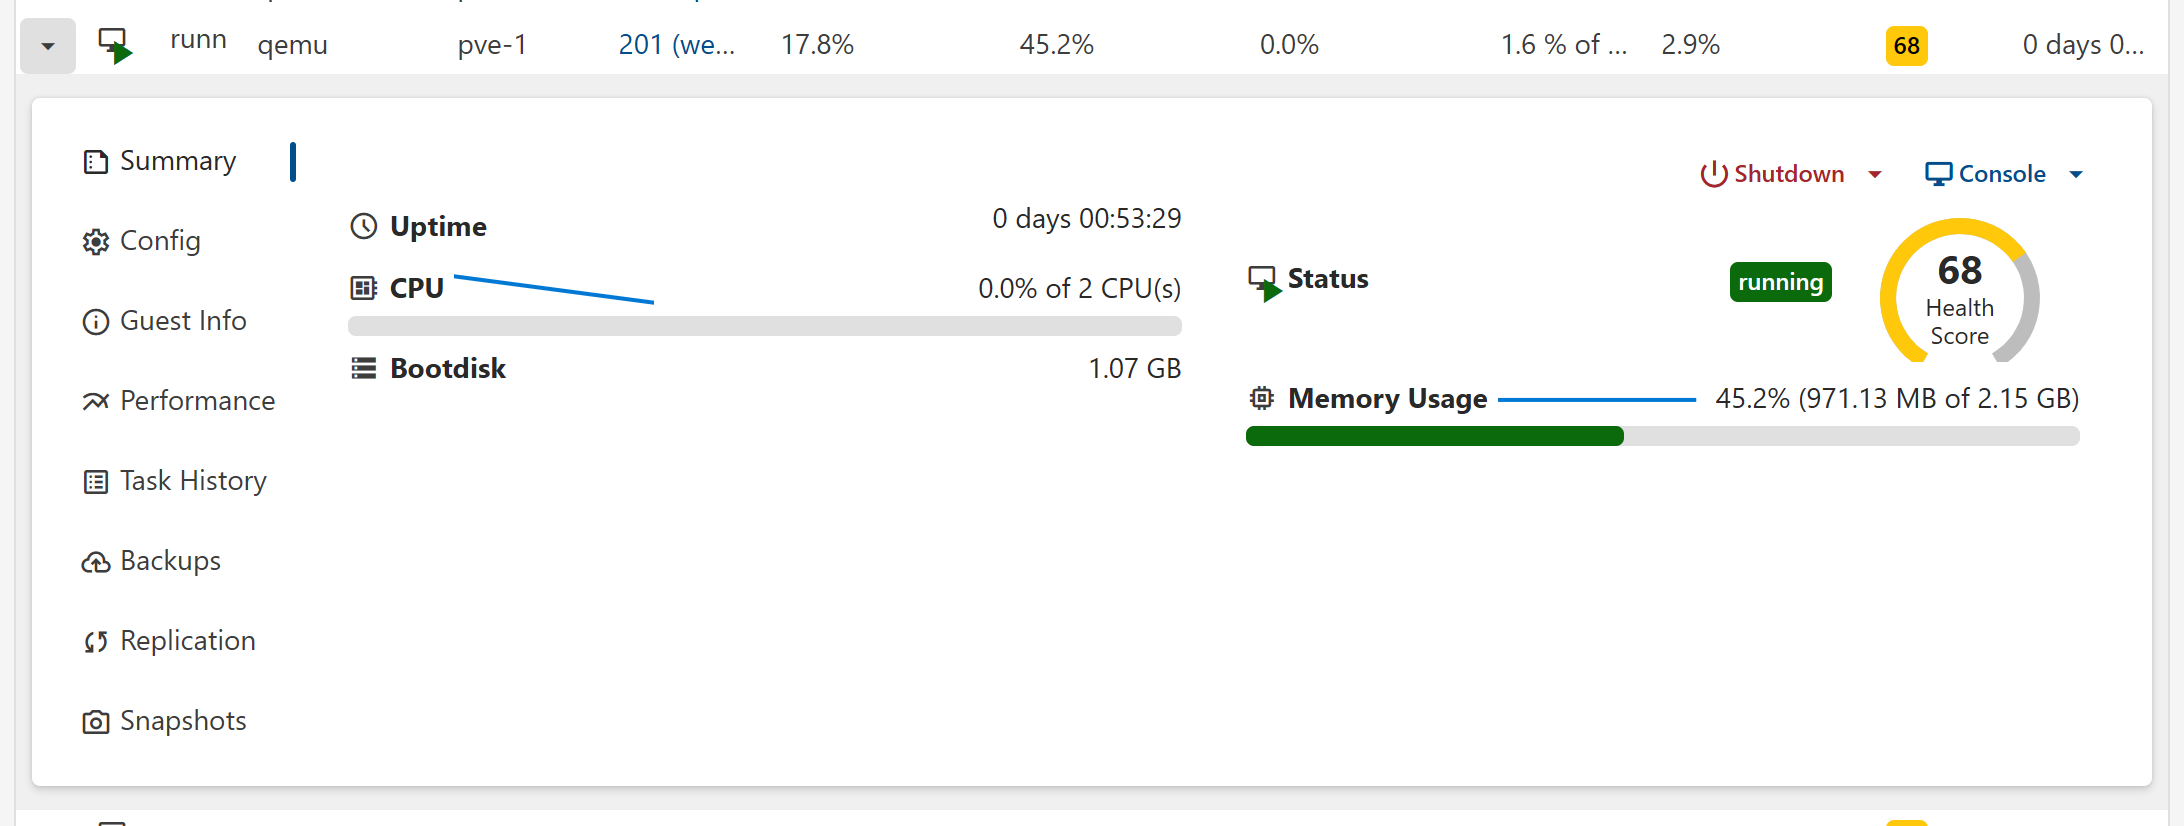 runn qemu pve-1 201 (we... 17.8% 45.2% 0.0% 1.6 % of ... 2.9% 68 0 days 0...
Summary
Config
Guest Info
Performance
Task History
Backups
Replication
Snapshots
Shutdown Console
Uptime 0 days 00:53:29
CPU 0.0% of 2 CPU(s)
Bootdisk 1.07 GB
Status running
68
Health
Score
Memory Usage 45.2% (971.13 MB of 2.15 GB)